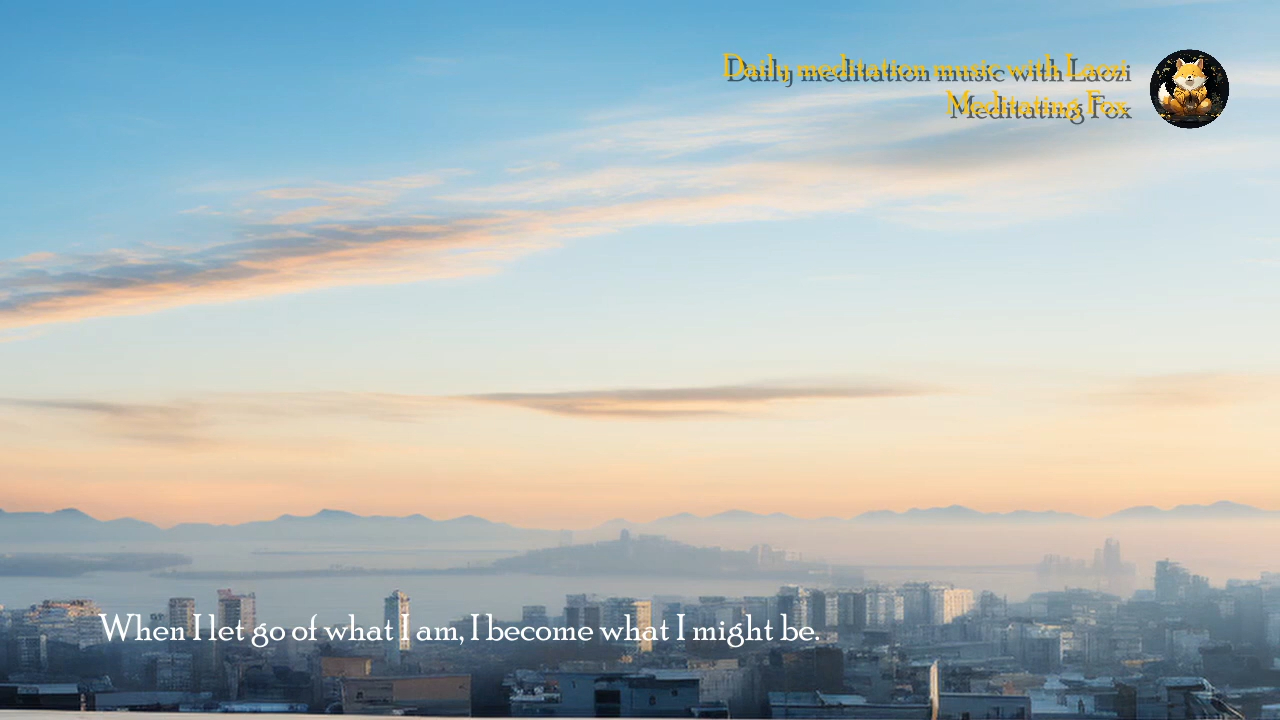 Daily meditation music with Laozi
Meditating Fox
When I let go of what I am, I become what I might be.